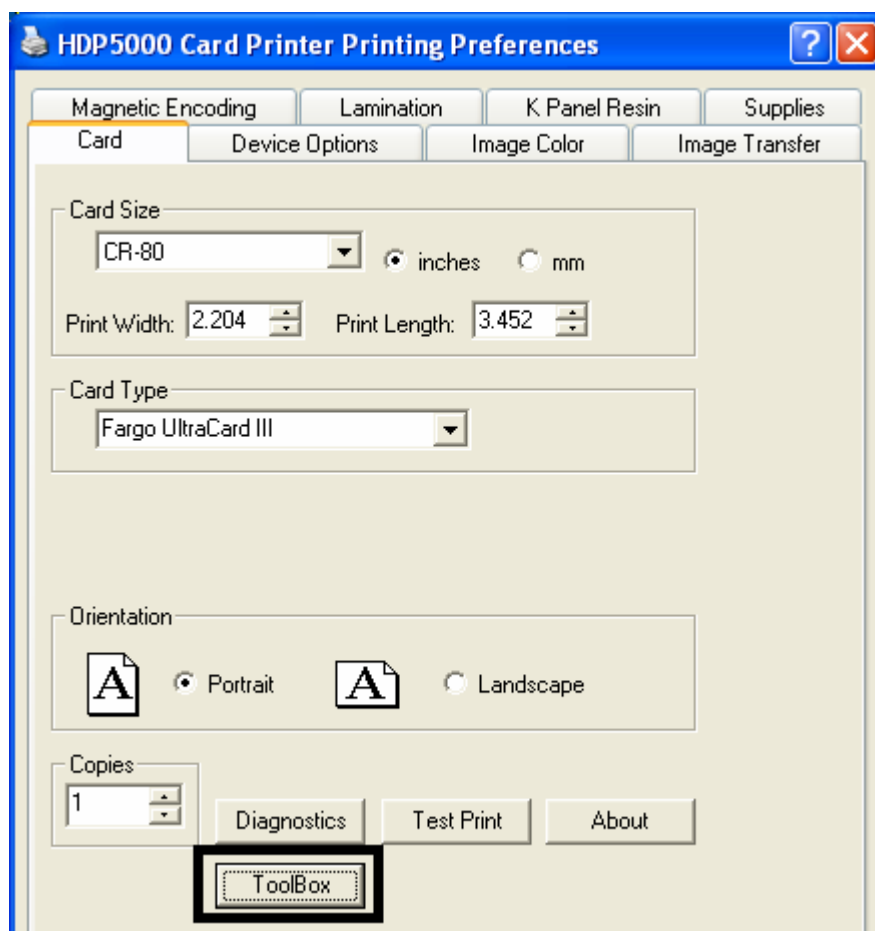 HDP5000 Card Printer Printing Preferences
Magnetic Encoding Lamination K Panel Resin Supplies
Card Device Options Image Color Image Transfer
Card Size
CR-80 inches mm
Print Width: 2.204 Print Length: 3.452
Card Type
Fargo UltraCard III
Orientation
A Portrait A Landscape
Copies
1 Diagnostics Test Print About
ToolBox